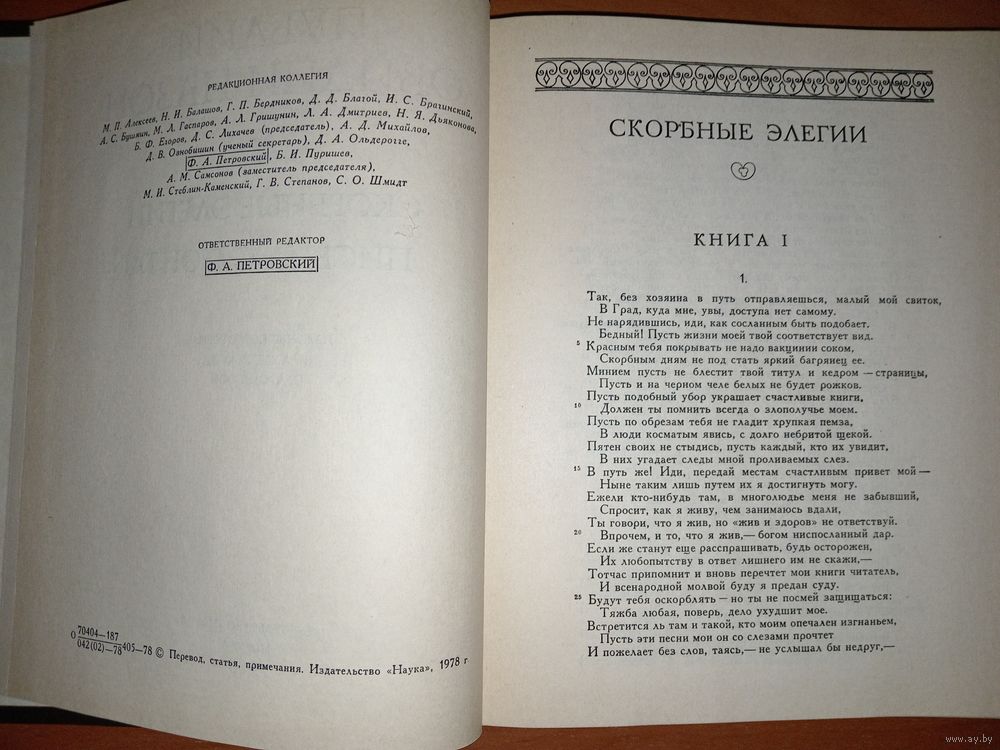 РЕДАКЦИОННАЯ КОЛЛЕГИЯ
М. П. Алексеев, Н. И. Балашов, Г. П. Бердников, Д. Д. Благой, И. С. Брагинский,
А. С. Бушмин, М. Л. Гаспаров, А. Л. Гришунин, Л. А. Дмитриев, Н. Я. Дьяконова,
Б. Ф. Егоров, Д. С. Лихачев (председатель), А. Д. Михайлов,
Д. В. Ознобишин (ученый секретарь), Д. А. Ольдерогге,
Ф. А. Петровский, Б. И. Пуришев,
А. М. Самсонов (заместитель председателя),
М. И. Стеблин-Каменский, Г. В. Степанов, С. О. Шмидт
ОТВЕТСТВЕННЫЙ РЕДАКТОР
Ф. А. ПЕТРОВСКИЙ
О 70404—187
042(02)—78 405—78 © Перевод, статья, примечания. Издательство «Наука», 1978 г
СКОРБНЫЕ ЭЛЕГИИ
КНИГА I
1.
Так, без хозяина в путь отправляешься, малый мой свиток,
В Град, куда мне, увы, доступа нет самому.
Не нарядившись, иди, как сосланным быть подобает.
Бедный! Пусть жизни моей твой соответствует вид.
5 Красным тебя покрывать не надо вакцинии соком,
Скорбным дням не под стать яркий багрянец ее.
Минием пусть не блестит твой титул и кедром — страницы,
Пусть и на черном челе белых не будет рожков.
Пусть подобный убор украшает счастливые книги,
10 Должен ты помнить всегда о злополучье моем.
Пусть по обрезам тебя не гладит хрупкая пемза,
В люди косматым явись, с долго небритой щекой.
Пятен своих не стыдись, пусть каждый, кто их увидит,
В них угадает следы мной проливаемых слез.
15 В путь же! Иди, передай местам счастливым привет мой —
Ныне таким лишь путем их я достигнуть могу.
Ежели кто-нибудь там, в многолюдье меня не забывший,
Спросит, как я живу, чем занимаюсь вдали,
Ты говори, что я жив, но «жив и здоров» не ответствуй.
20 Впрочем, и то, что я жив,— богом ниспосланный дар.
Если же станут еще расспрашивать, будь осторожен,
Их любопытству в ответ лишнего им не скажи,—
Тотчас припомнит и вновь перечтет мои книги читатель,
И всенародной молвой буду я предан суду.
25 Будут тебя оскорблять — но ты не посмей защищаться:
Тяжба любая, поверь, дело ухудшит мое.
Встретится ль там и такой, кто моим опечален изгнаньем,
Пусть эти песни мои он со слезами прочтет
И пожелает без слов, таясь,— не услышал бы недруг,—
www.ay.by